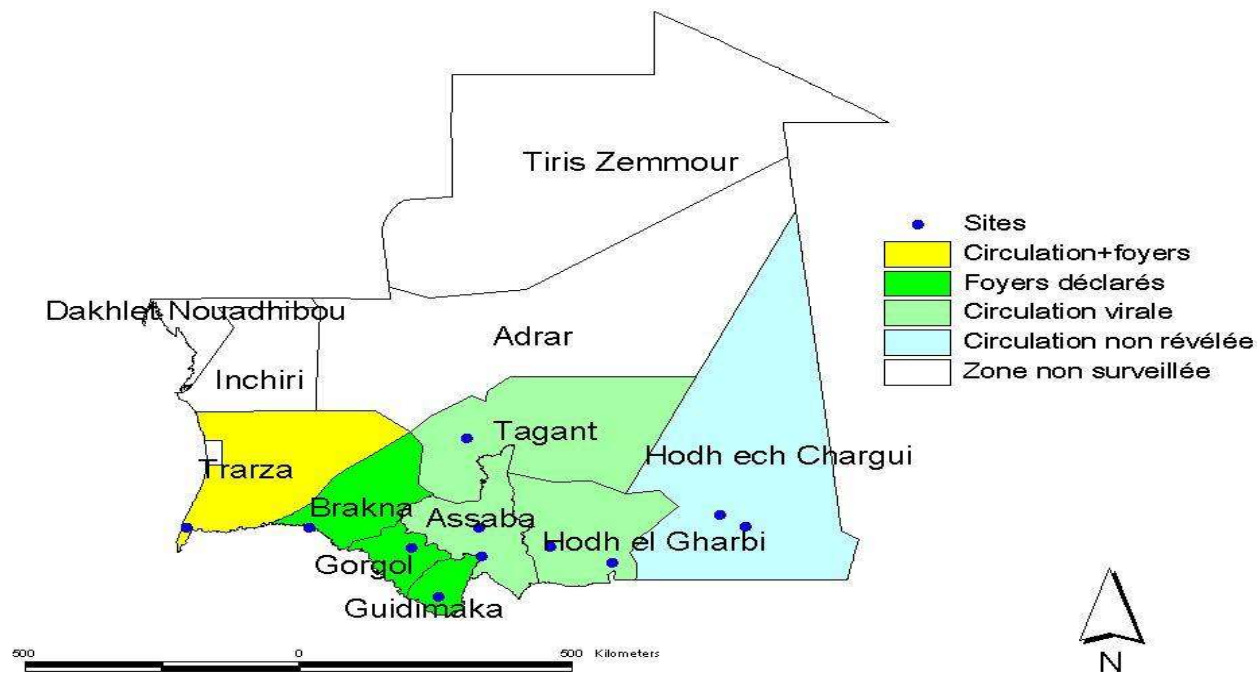 Tiris Zemmour
Sites
Circulation+foyers
Foyers déclarés
Circulation virale
Circulation non révélée
Zone non surveillée
Dakhlet Nouadhibou
Adrar
Inchiri
Tagant
Hodh ech Chargui
Trarza
Brakna
Assaba
Hodh el Gharbi
Gorgol
Guidimaka
500 0 500 Kilometers
N